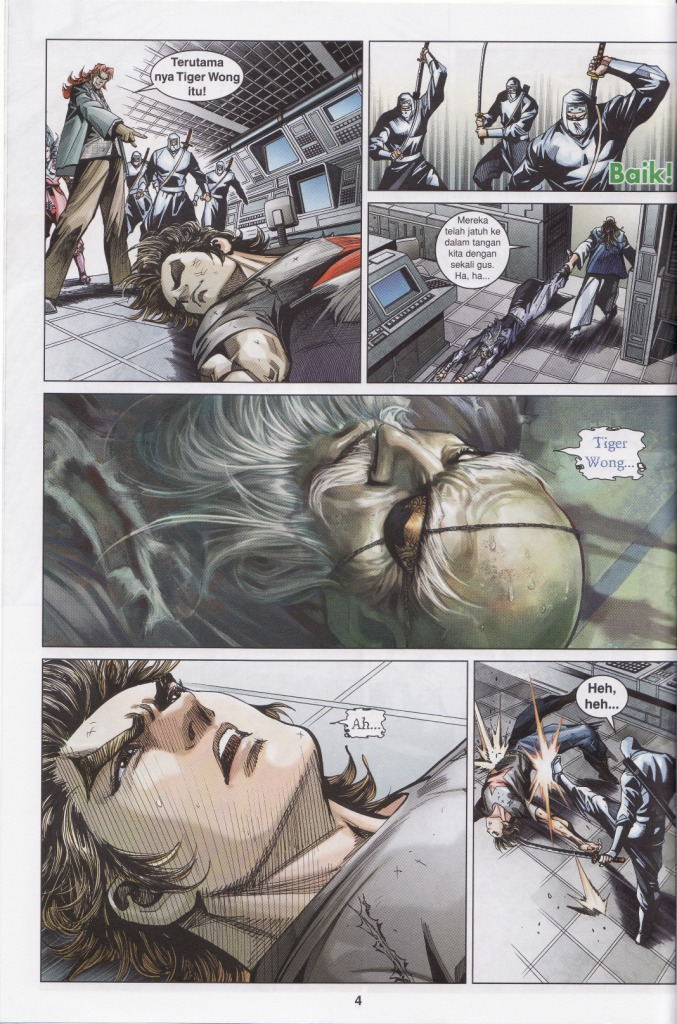 Terutama
nya Tiger Wong
itu!
Baik!
Mereka
telah jatuh ke
dalam tangan
kita dengan
sekali gus.
Ha, ha...
Tiger
Wong...
Ah...
Heh,
heh...
4